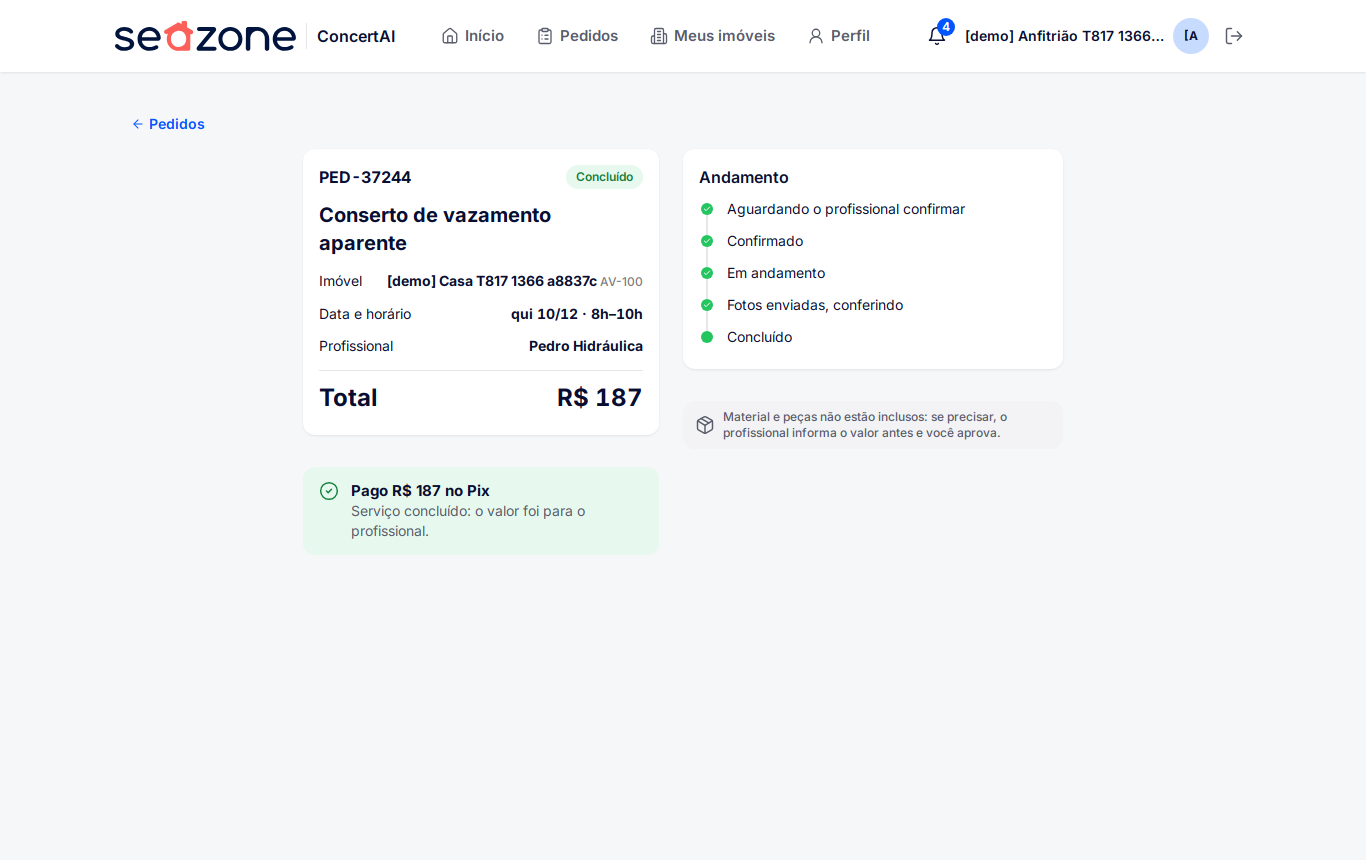 seazone
ConcertAI
Início
Pedidos
Meus imóveis
Perfil
4
[demo] Anfitrião T817 1366...
[A
← Pedidos
PED-37244
Concluído
Conserto de vazamento
aparente
Imóvel [demo] Casa T817 1366 a8837c AV-100
Data e horário qui 10/12 · 8h–10h
Profissional Pedro Hidráulica
Total R$ 187
Pago R$ 187 no Pix
Serviço concluído: o valor foi para o
profissional.
Andamento
Aguardando o profissional confirmar
Confirmado
Em andamento
Fotos enviadas, conferindo
Concluído
Material e peças não estão inclusos: se precisar, o
profissional informa o valor antes e você aprova.